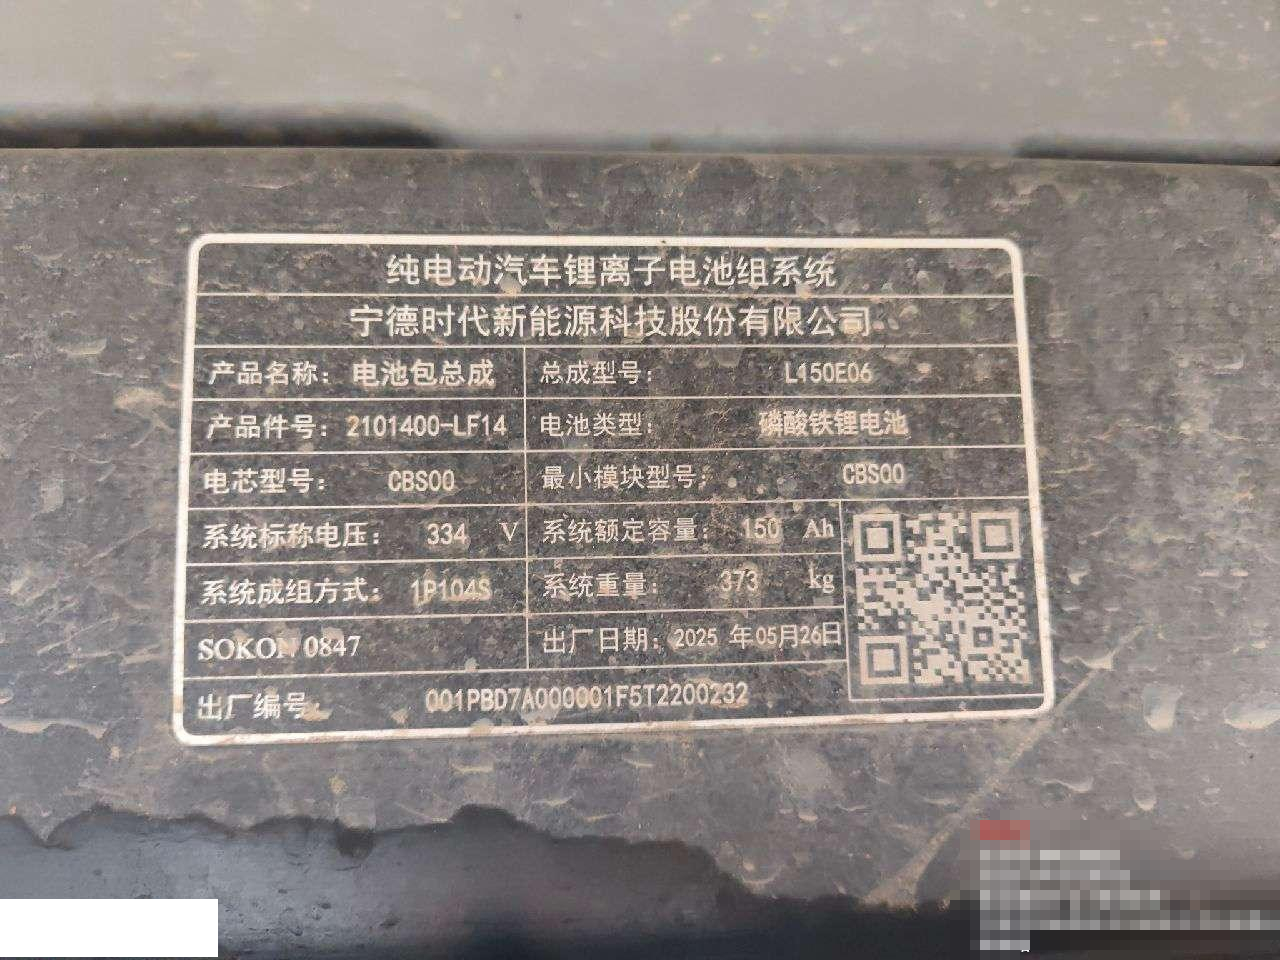 纯电动汽车锂离子电池组系统
宁德时代新能源科技股份有限公司
产品名称： 电池包总成 总成型号： L150E06
产品件号： 2101400-LF14 电池类型： 磷酸铁锂电池
电芯型号： CBS00 最小模块型号： CBS00
系统标称电压： 334 V 系统额定容量： 150 Ah
系统成组方式： 1P104S 系统重量： 373 kg
SOKON 0847 出厂日期： 2025 年05月26日
出厂编号： 001PBD7A000001F5T2200232